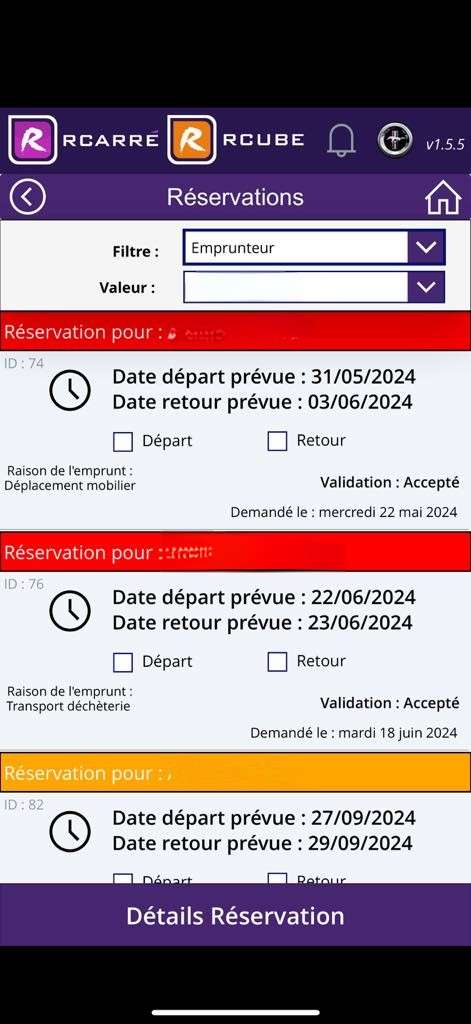 RCARRÉ RCUBE v1.5.5
Réservations
Filtre : Emprunteur
Valeur :
Réservation pour :
ID : 74
Date départ prévue : 31/05/2024
Date retour prévue : 03/06/2024
Départ Retour
Raison de l'emprunt :
Déplacement mobilier
Validation : Accepté
Demandé le : mercredi 22 mai 2024
Réservation pour :
ID : 76
Date départ prévue : 22/06/2024
Date retour prévue : 23/06/2024
Départ Retour
Raison de l'emprunt :
Transport déchèterie
Validation : Accepté
Demandé le : mardi 18 juin 2024
Réservation pour :
ID : 82
Date départ prévue : 27/09/2024
Date retour prévue : 29/09/2024
Départ Retour
Détails Réservation